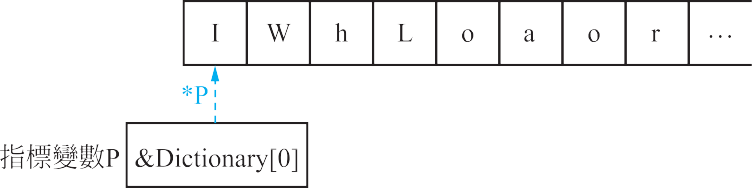 I W h L o a o r …
*P
指標變數P &Dictionary[0]